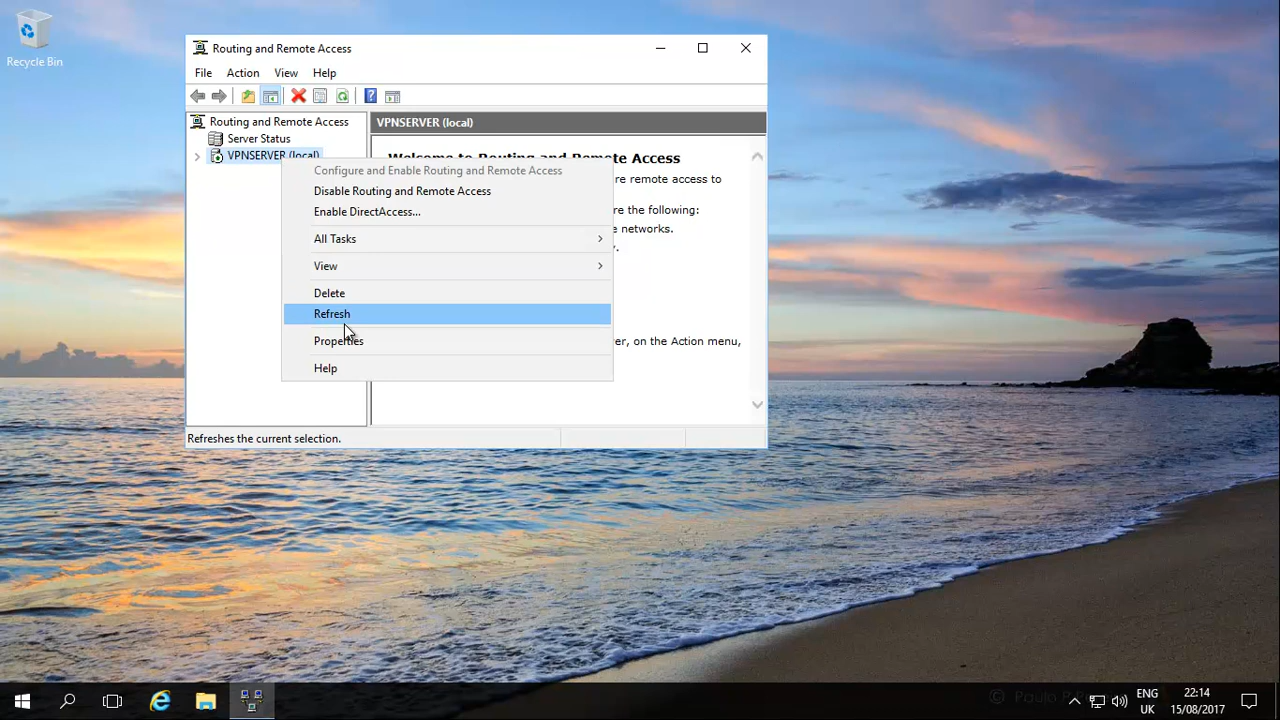 Recycle Bin
Routing and Remote Access
File Action View Help
Routing and Remote Access
Server Status
VPNSERVER (local)
VPNSERVER (local)
Welcome to Routing and Remote Access
Configure and Enable Routing and Remote Access
re remote access to
Disable Routing and Remote Access
Enable DirectAccess...
re the following:
e networks.
All Tasks
View
Delete
Refresh
Properties
er, on the Action menu,
Help
Refreshes the current selection.
ENG
UK
22:14
15/08/2017